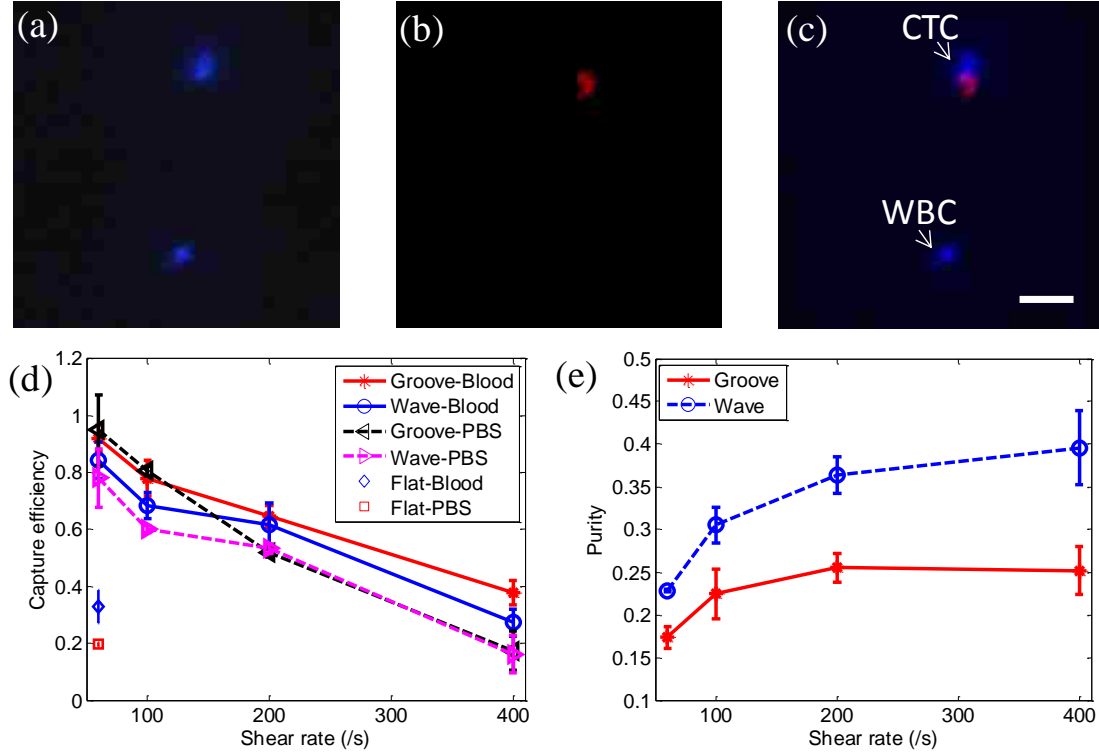 (a)
(b)
(c)
CTC
WBC
(d)
1.2
1
0.8
0.6
0.4
0.2
0
Capture efficiency
Groove-Blood
Wave-Blood
Groove-PBS
Wave-PBS
Flat-Blood
Flat-PBS
100 200 300 400
Shear rate (/s)
(e)
0.5
0.45
0.4
0.35
0.3
0.25
0.2
0.15
0.1
Purity
Groove
Wave
100 200 300 400
Shear rate (/s)